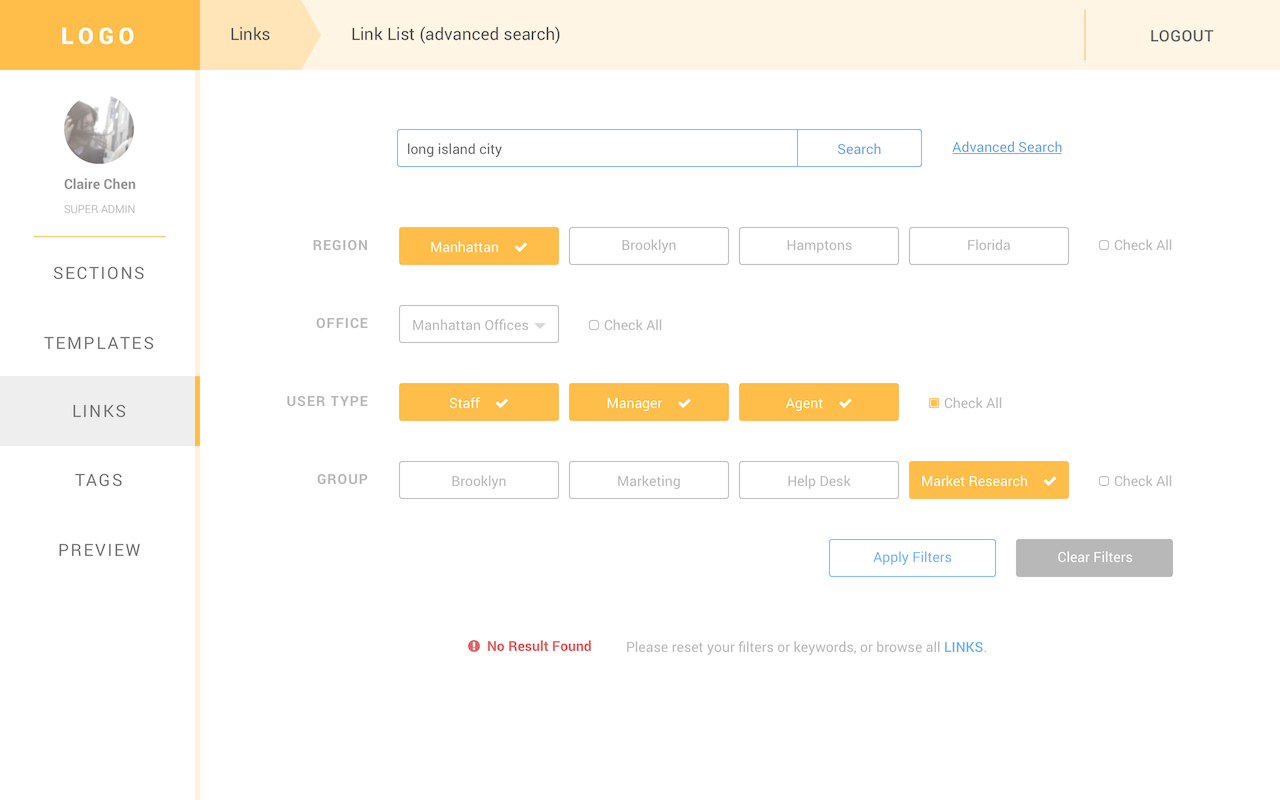 LOGO
Links
Link List (advanced search)
LOGOUT
Claire Chen
SUPER ADMIN
SECTIONS
TEMPLATES
LINKS
TAGS
PREVIEW
long island city
Search
Advanced Search
REGION
Manhattan
Brooklyn
Hamptons
Florida
Check All
OFFICE
Manhattan Offices
Check All
USER TYPE
Staff
Manager
Agent
Check All
GROUP
Brooklyn
Marketing
Help Desk
Market Research
Check All
Apply Filters
Clear Filters
No Result Found
Please reset your filters or keywords, or browse all LINKS.